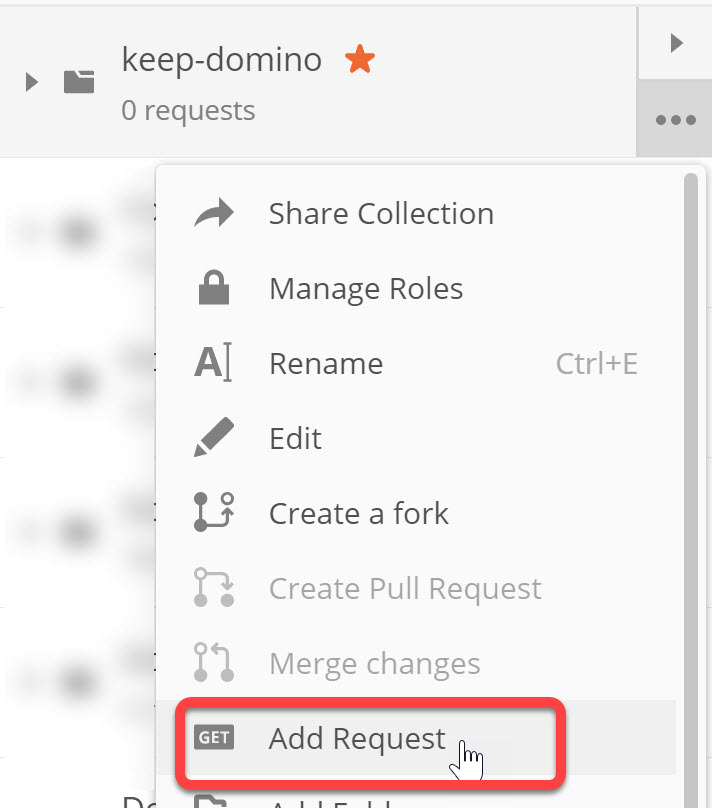 keep-domino
0 requests
Share Collection
Manage Roles
Rename Ctrl+E
Edit
Create a fork
Create Pull Request
Merge changes
GET Add Request